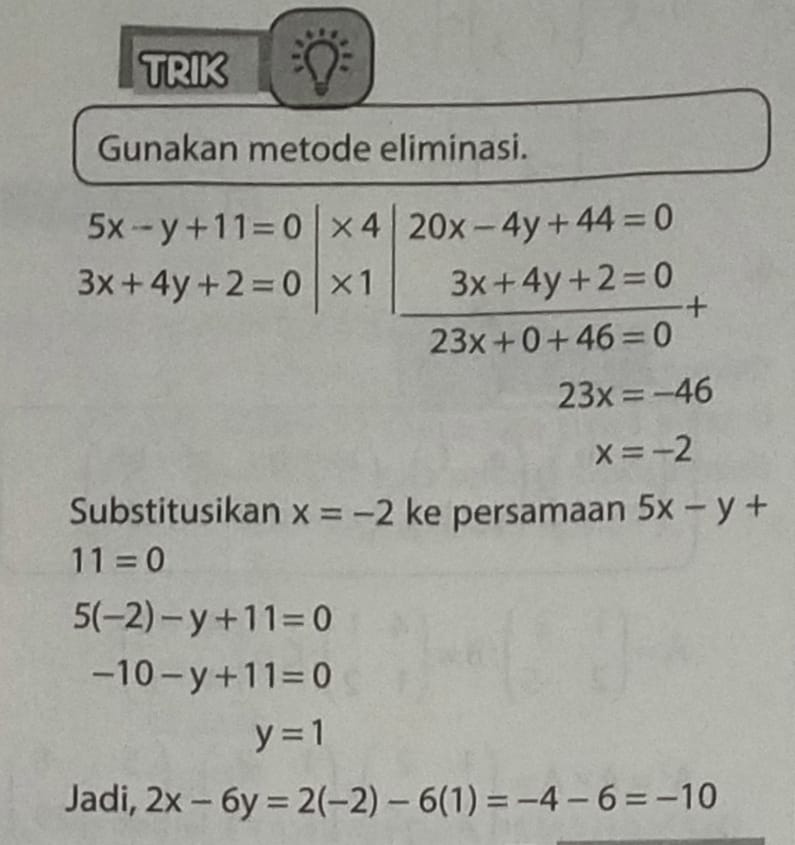 TRIK
Gunakan metode eliminasi.
5x – y + 11 = 0 | × 4 | 20x – 4y + 44 = 0
3x + 4y + 2 = 0 | × 1 | 3x + 4y + 2 = 0
+
23x + 0 + 46 = 0
23x = –46
x = –2
Substitusikan x = –2 ke persamaan 5x – y +
11 = 0
5(–2) – y + 11 = 0
–10 – y + 11 = 0
y = 1
Jadi, 2x – 6y = 2(–2) – 6(1) = –4 – 6 = –10